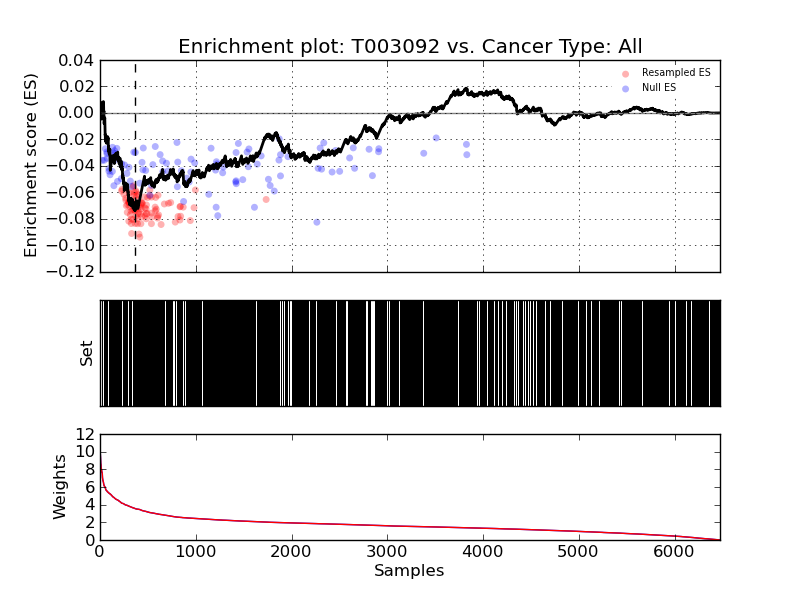 Enrichment plot: T003092 vs. Cancer Type: All
Enrichment score (ES)
0.04
0.02
0.00
−0.02
−0.04
−0.06
−0.08
−0.10
−0.12
Resampled ES
Null ES
Set
Weights
12
10
8
6
4
2
0
0 1000 2000 3000 4000 5000 6000
Samples